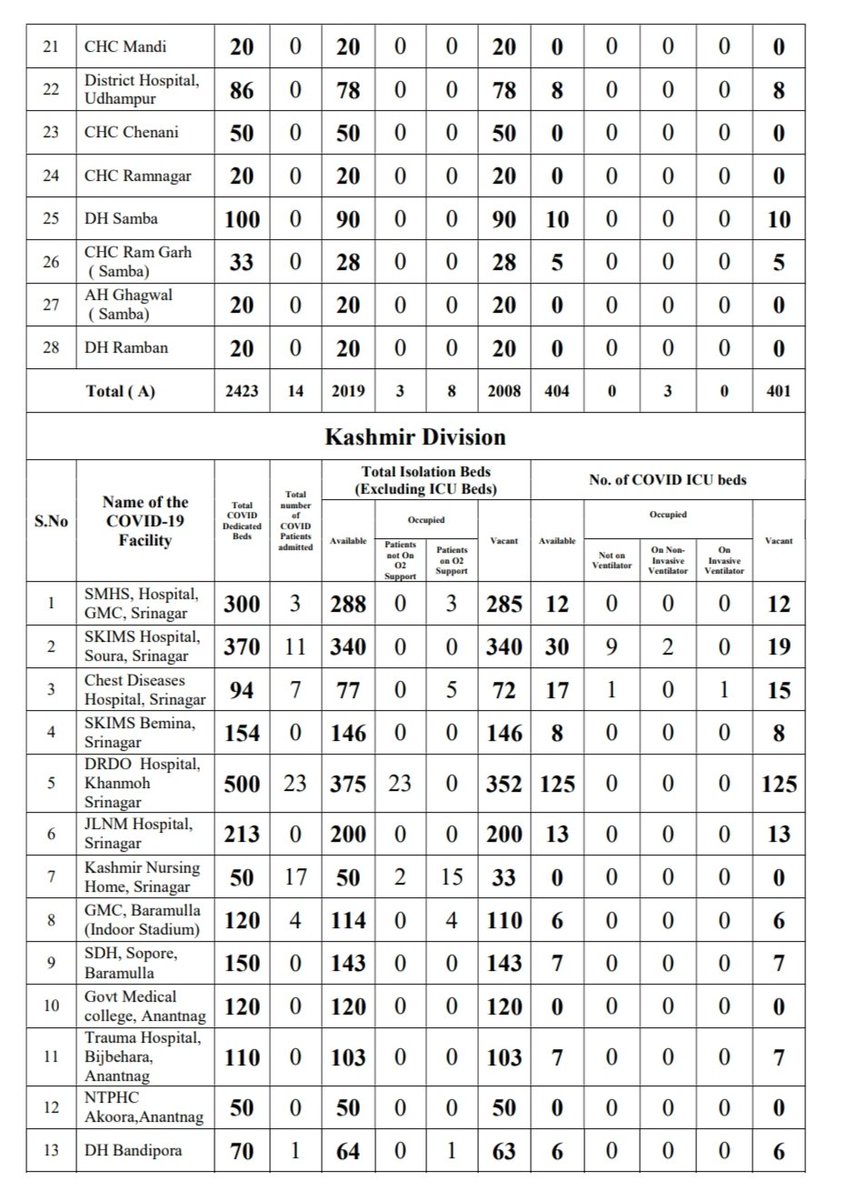 21 CHC Mandi 20 0 20 0 0 20 0 0 0 0 0
22 District Hospital, Udhampur 86 0 78 0 0 78 8 0 0 0 8
23 CHC Chenani 50 0 50 0 0 50 0 0 0 0 0
24 CHC Ramnagar 20 0 20 0 0 20 0 0 0 0 0
25 DH Samba 100 0 90 0 0 90 10 0 0 0 10
26 CHC Ram Garh ( Samba) 33 0 28 0 0 28 5 0 0 0 5
27 AH Ghagwal ( Samba) 20 0 20 0 0 20 0 0 0 0 0
28 DH Ramban 20 0 20 0 0 20 0 0 0 0 0
Total ( A) 2423 14 2019 3 8 2008 404 0 3 0 401
Kashmir Division
S.No
Name of the
COVID-19
Facility
Total
COVID
Dedicated
Beds
Total
number
of
COVID
Patients
admitted
Total Isolation Beds
(Excluding ICU Beds)
Available
Occupied
Patients
not On
O2
Support
Patients
on O2
Support
Vacant
No. of COVID ICU beds
Available
Occupied
Not on
Ventilator
On Non-
Invasive
Ventilator
On
Invasive
Ventilator
Vacant
1 SMHS, Hospital, GMC, Srinagar 300 3 288 0 3 285 12 0 0 0 12
2 SKIMS Hospital, Soura, Srinagar 370 11 340 0 0 340 30 9 2 0 19
3 Chest Diseases Hospital, Srinagar 94 7 77 0 5 72 17 1 0 1 15
4 SKIMS Bemina, Srinagar 154 0 146 0 0 146 8 0 0 0 8
5 DRDO Hospital, Khanmoh Srinagar 500 23 375 23 0 352 125 0 0 0 125
6 JLNM Hospital, Srinagar 213 0 200 0 0 200 13 0 0 0 13
7 Kashmir Nursing Home, Srinagar 50 17 50 2 15 33 0 0 0 0 0
8 GMC, Baramulla (Indoor Stadium) 120 4 114 0 4 110 6 0 0 0 6
9 SDH, Sopore, Baramulla 150 0 143 0 0 143 7 0 0 0 7
10 Govt Medical college, Anantnag 120 0 120 0 0 120 0 0 0 0 0
11 Trauma Hospital, Bijbehara, Anantnag 110 0 103 0 0 103 7 0 0 0 7
12 NTPHC Akoora,Anantnag 50 0 50 0 0 50 0 0 0 0 0
13 DH Bandipora 70 1 64 0 1 63 6 0 0 0 6